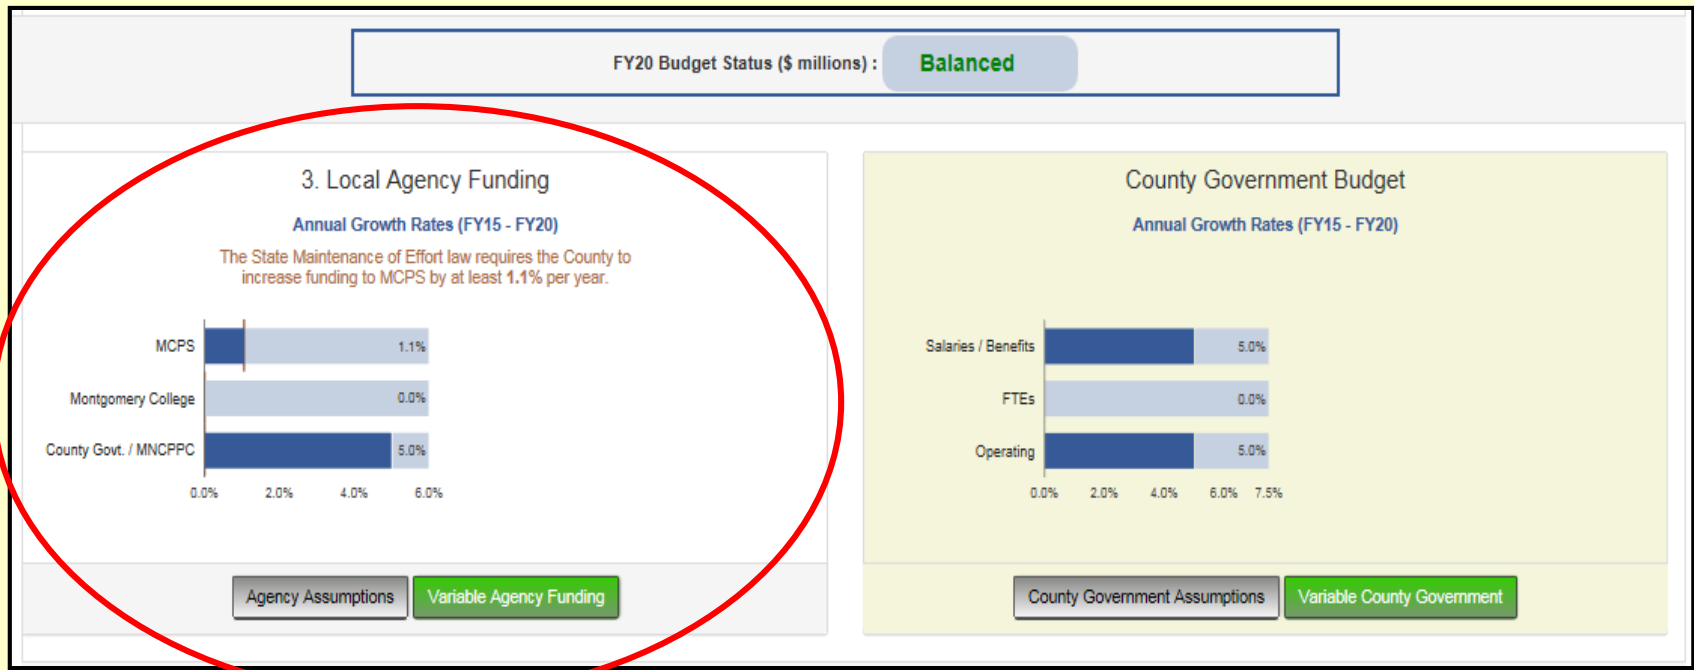 FY20 Budget Status ($ millions) : Balanced
3. Local Agency Funding
Annual Growth Rates (FY15 - FY20)
The State Maintenance of Effort law requires the County to
increase funding to MCPS by at least 1.1% per year.
MCPS 1.1%
Montgomery College 0.0%
County Govt. / MNCPPC 5.0%
0.0% 2.0% 4.0% 6.0%
Agency Assumptions Variable Agency Funding
County Government Budget
Annual Growth Rates (FY15 - FY20)
Salaries / Benefits 5.0%
FTEs 0.0%
Operating 5.0%
0.0% 2.0% 4.0% 6.0% 7.5%
County Government Assumptions Variable County Government